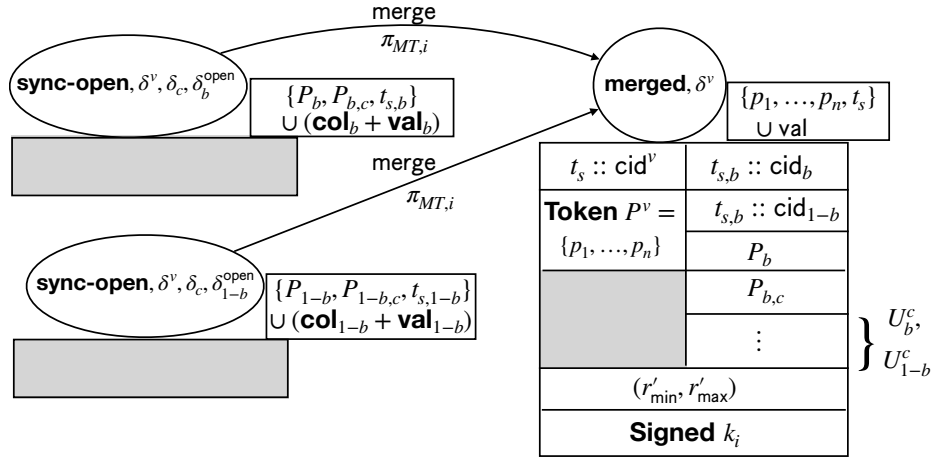 merge
π_{MT,i}
sync-open, δ^v, δ_c, δ_b^{open}
{P_b, P_{b,c}, t_{s,b}}
∪ (col_b + val_b)
merged, δ^v
{p_1, …, p_n, t_s}
∪ val
merge
π_{MT,i}
sync-open, δ^v, δ_c, δ_{1−b}^{open}
{P_{1−b}, P_{1−b,c}, t_{s,1−b}}
∪ (col_{1−b} + val_{1−b})
t_s :: cid^v
t_{s,b} :: cid_b
Token P^v =
{p_1, …, p_n}
t_{s,b} :: cid_{1−b}
P_b
P_{b,c}
⋮
} U_b^c,
U_{1−b}^c
(r′_{min}, r′_{max})
Signed k_i